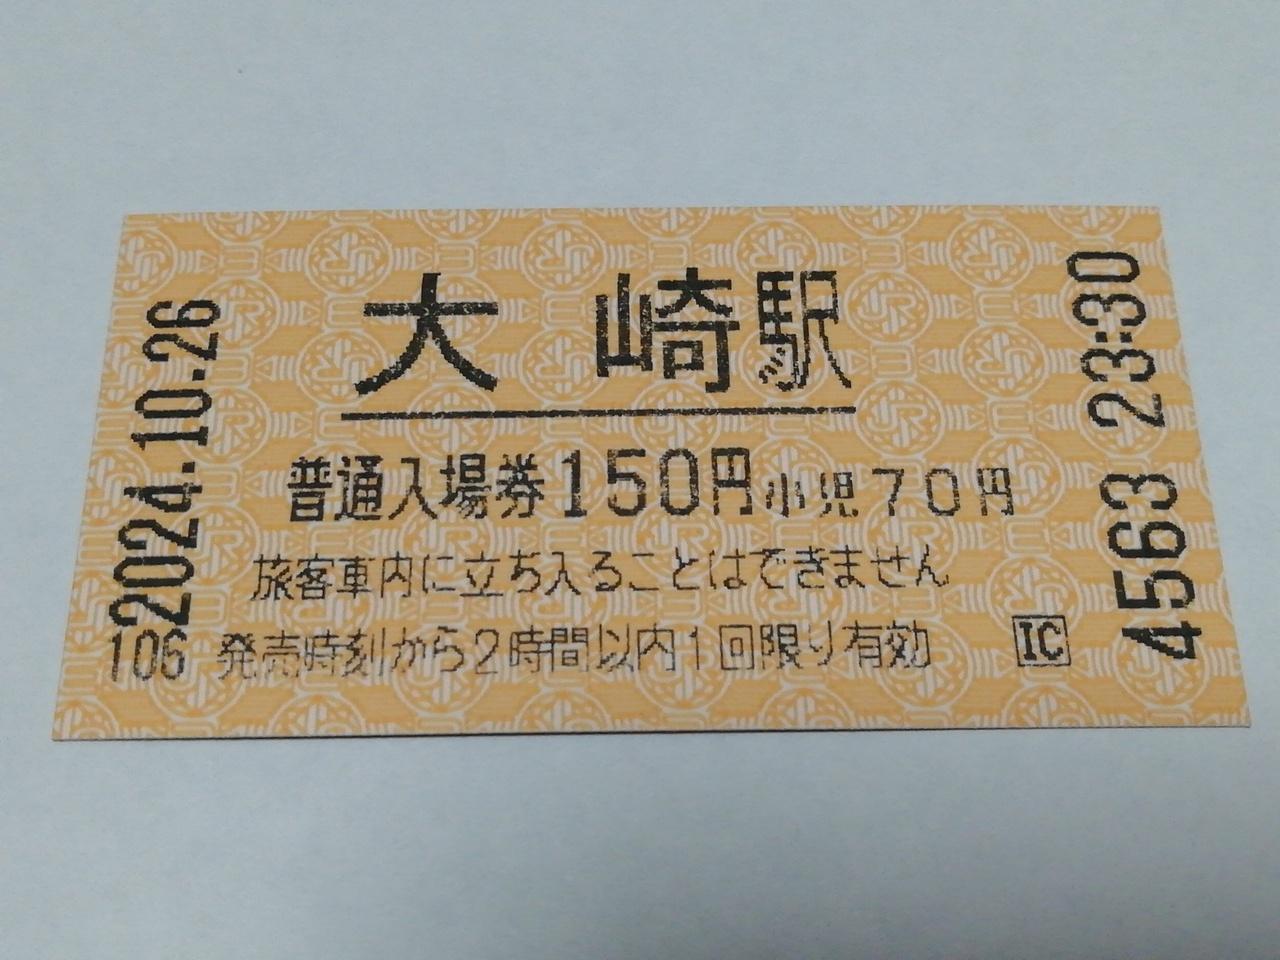 大崎駅
普通入場券150円小児70円
旅客車内に立ち入ることはできません
発売時刻から2時間以内1回限り有効
IC
2024.10.26
106
4563 23:30